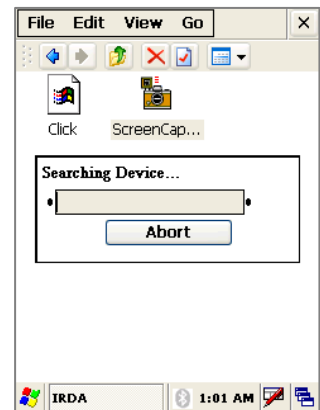 File Edit View Go
Click ScreenCap...
Searching Device...
Abort
IRDA 1:01 AM